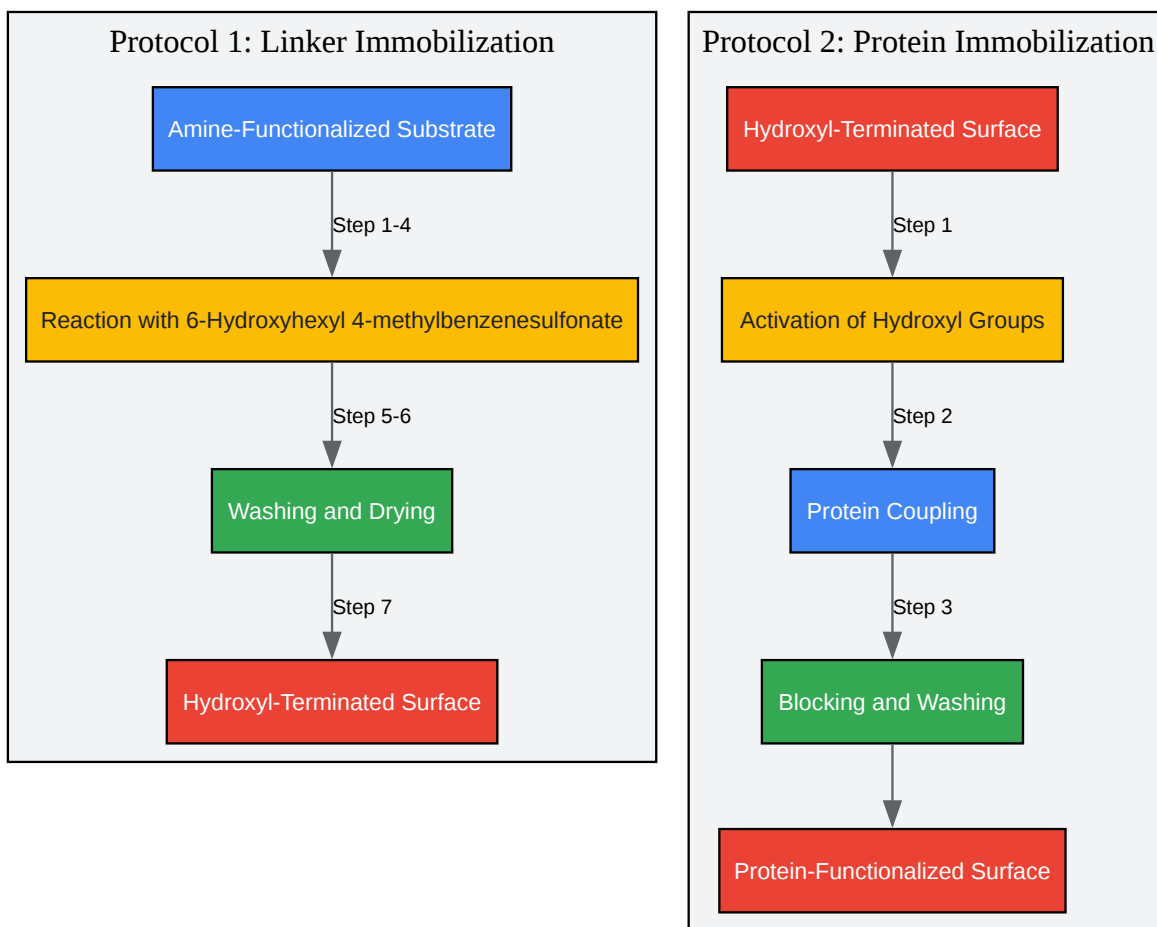 Protocol 1: Linker Immobilization
Amine-Functionalized Substrate
Step 1-4
Reaction with 6-Hydroxyhexyl 4-methylbenzenesulfonate
Step 5-6
Washing and Drying
Step 7
Hydroxyl-Terminated Surface
Protocol 2: Protein Immobilization
Hydroxyl-Terminated Surface
Step 1
Activation of Hydroxyl Groups
Step 2
Protein Coupling
Step 3
Blocking and Washing
Protein-Functionalized Surface